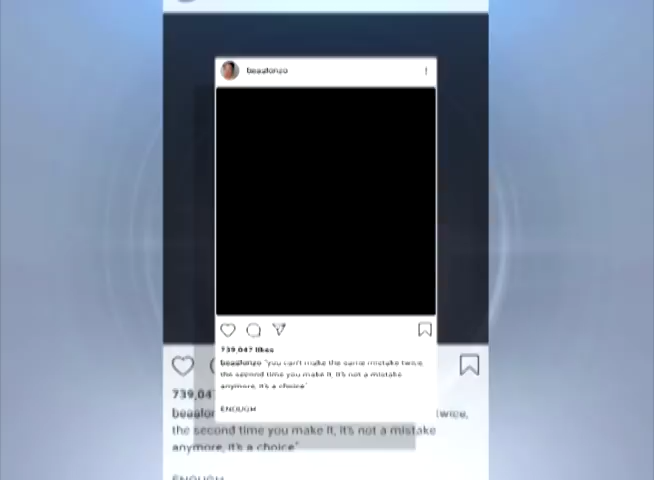 beaalonzo
739,047 likes
beaalonzo "you can't make the same mistake twice,
the second time you make it, it's not a mistake
anymore, it's a choice"
ENOUGH
739,04
beaalon
twice,
the second time you make it, it's not a mistake
anymore, it's a choice"
ENOUGH